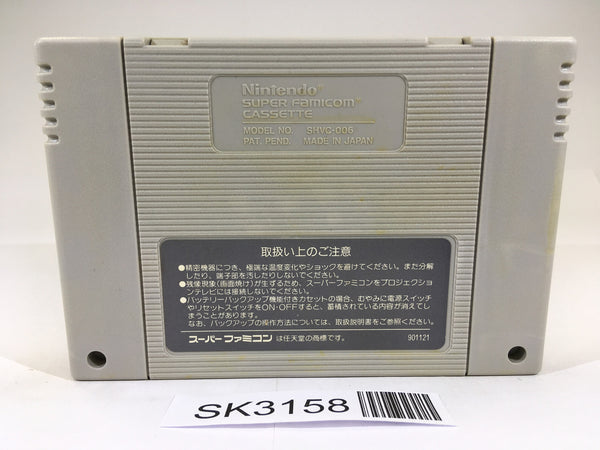 Nintendo®
SUPER FAMICOM®
CASSETTE
MODEL NO. SHVC-006
PAT. PEND. MADE IN JAPAN
取扱い上のご注意
●精密機器につき、極端な温度変化やショックを避けてください。また分解
したり、端子部を汚したりしないでください。
●残像現象(画面焼け)が生ずるため、スーパーファミコンをプロジェクション
テレビには接続しないでください。
●バッテリーバックアップ機能付きカセットの場合、むやみに電源スイッチ
やリセットスイッチをON・OFFすると、蓄積されている内容が消えてし
まうことがあります。
なお、バックアップの操作方法については、取扱説明書をご参照ください。
スーパーファミコン は任天堂の商標です。 901121
SK3158